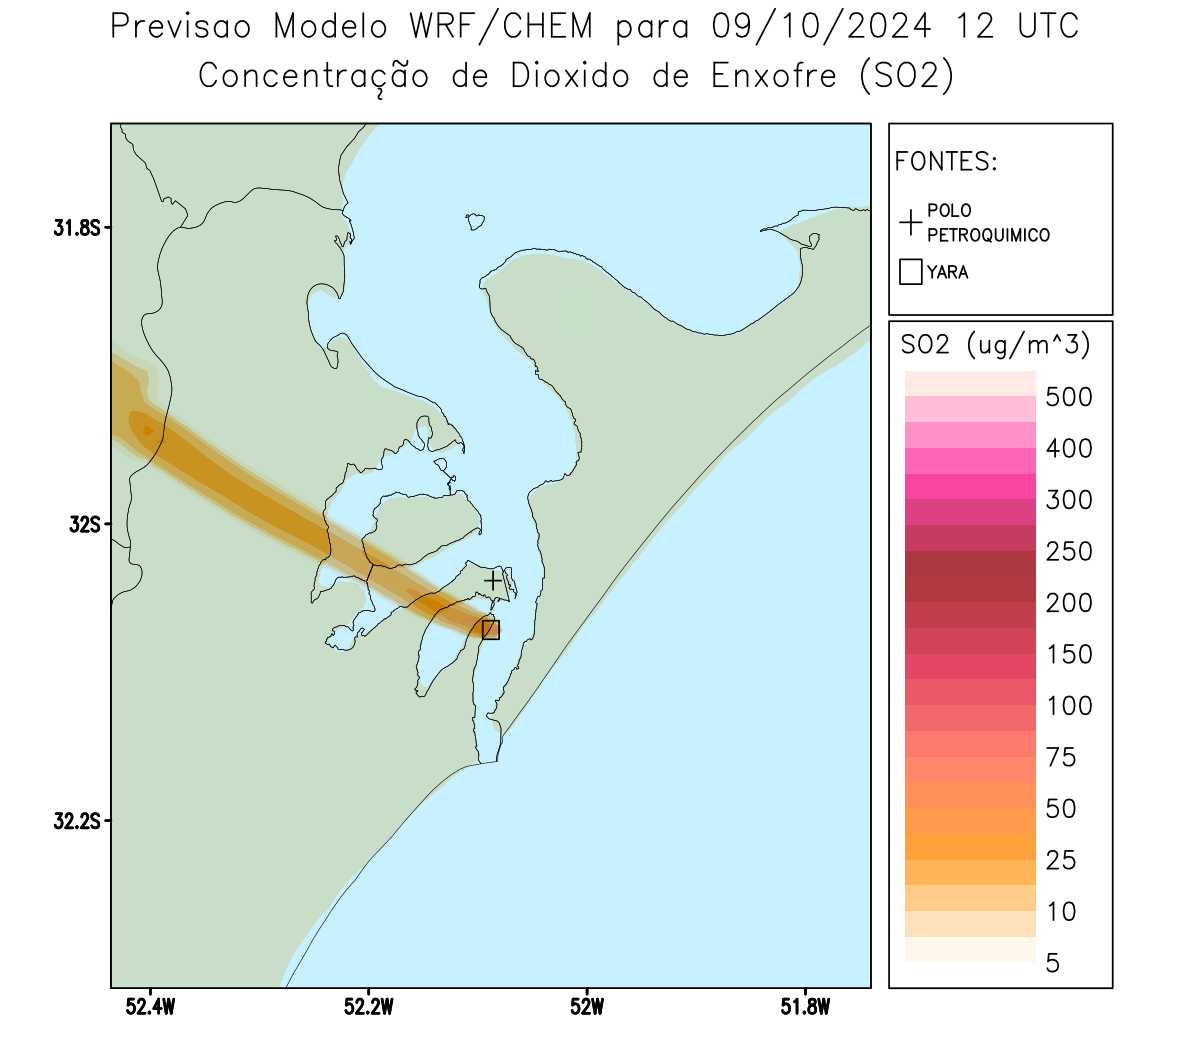 Previsao Modelo WRF/CHEM para 09/10/2024 12 UTC
Concentração de Dioxido de Enxofre (SO2)
FONTES:
POLO
PETROQUIMICO
YARA
SO2 (ug/m^3)
500
400
300
250
200
150
100
75
50
25
10
5
31.8S
32S
32.2S
52.4W
52.2W
52W
51.8W